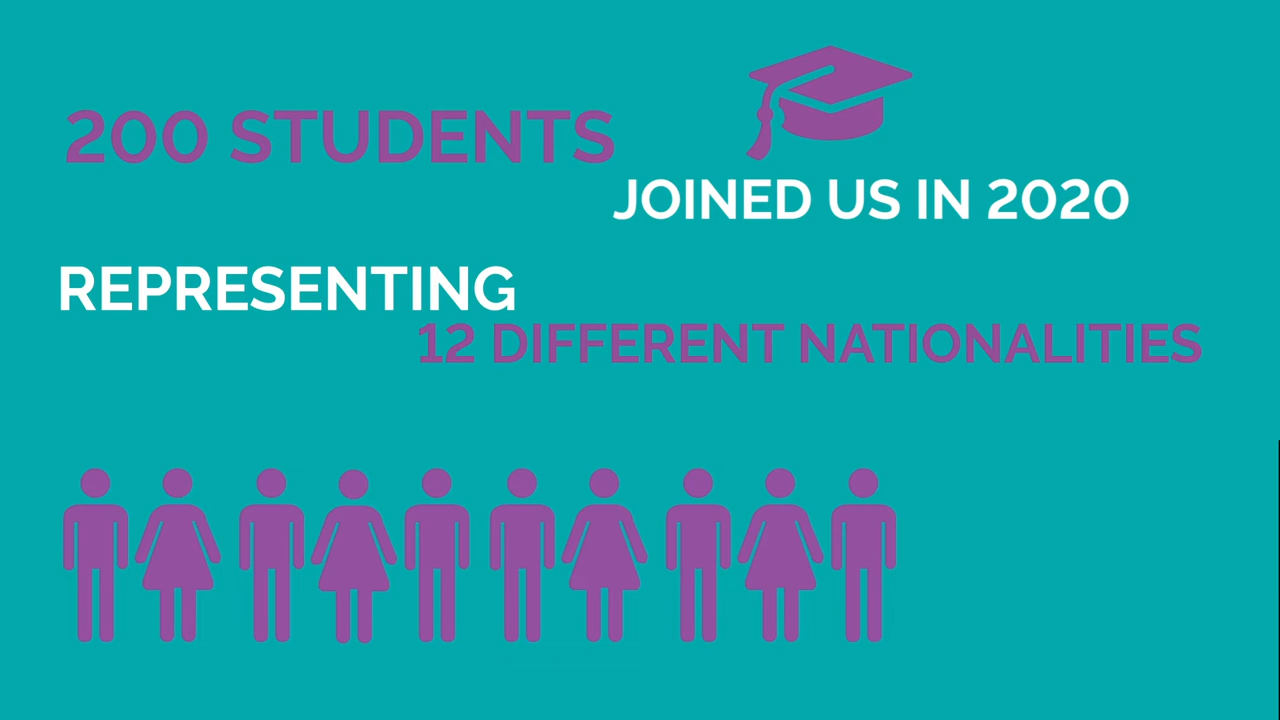 200 STUDENTS
JOINED US IN 2020
REPRESENTING
12 DIFFERENT NATIONALITIES